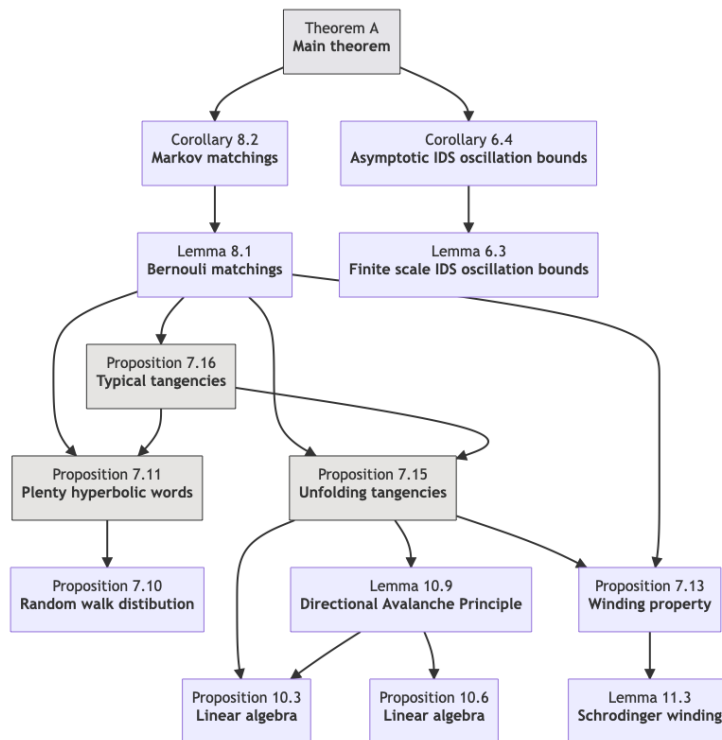 Theorem A
Main theorem
Corollary 8.2
Markov matchings
Corollary 6.4
Asymptotic IDS oscillation bounds
Lemma 8.1
Bernouli matchings
Lemma 6.3
Finite scale IDS oscillation bounds
Proposition 7.16
Typical tangencies
Proposition 7.11
Plenty hyperbolic words
Proposition 7.15
Unfolding tangencies
Proposition 7.10
Random walk distibution
Lemma 10.9
Directional Avalanche Principle
Proposition 7.13
Winding property
Proposition 10.3
Linear algebra
Proposition 10.6
Linear algebra
Lemma 11.3
Schrodinger winding